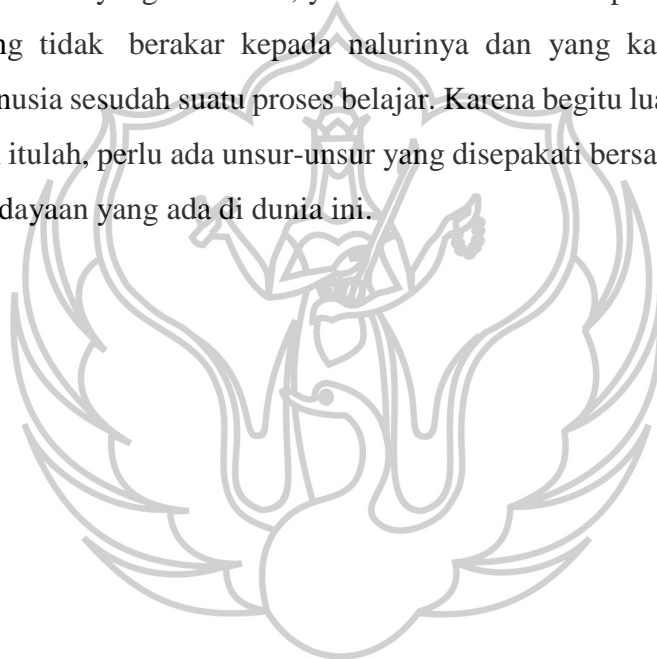 ng tidak berakar kepada nalurinya dan yang ka
nusia sesudah suatu proses belajar. Karena begitu lua
itulah, perlu ada unsur-unsur yang disepakati bersa
dayaan yang ada di dunia ini.